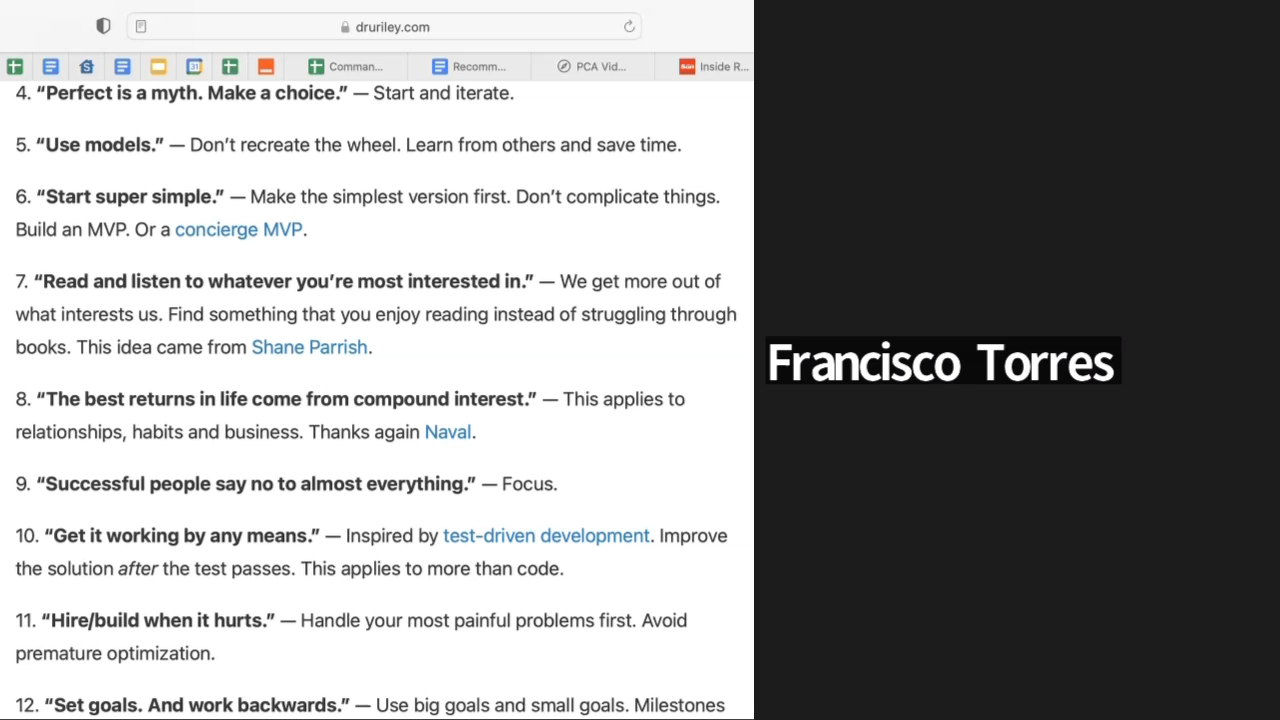 druriley.com
Comman...
Recomm...
PCA Vid...
Inside R...
4. “Perfect is a myth. Make a choice.” — Start and iterate.
5. “Use models.” — Don’t recreate the wheel. Learn from others and save time.
6. “Start super simple.” — Make the simplest version first. Don’t complicate things.
Build an MVP. Or a concierge MVP.
7. “Read and listen to whatever you’re most interested in.” — We get more out of
what interests us. Find something that you enjoy reading instead of struggling through
books. This idea came from Shane Parrish.
8. “The best returns in life come from compound interest.” — This applies to
relationships, habits and business. Thanks again Naval.
9. “Successful people say no to almost everything.” — Focus.
10. “Get it working by any means.” — Inspired by test-driven development. Improve
the solution after the test passes. This applies to more than code.
11. “Hire/build when it hurts.” — Handle your most painful problems first. Avoid
premature optimization.
12. “Set goals. And work backwards.” — Use big goals and small goals. Milestones
Francisco Torres